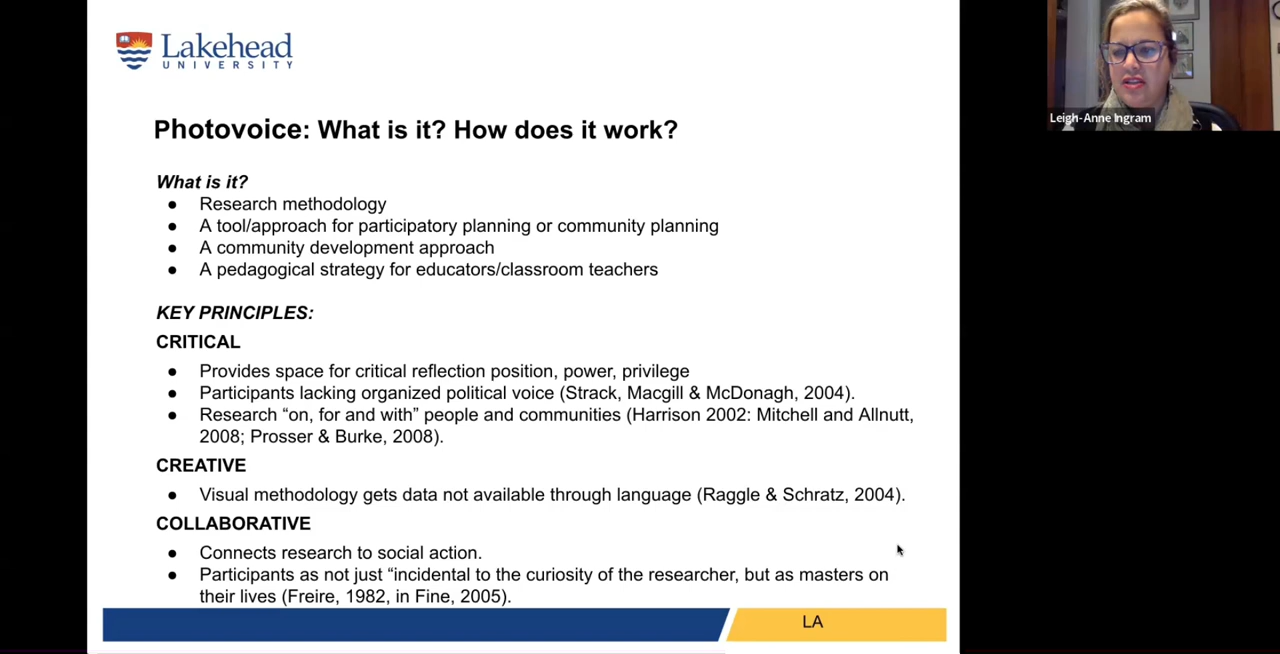 Lakehead
UNIVERSITY
Leigh-Anne Ingram
Photovoice: What is it? How does it work?
What is it?
● Research methodology
● A tool/approach for participatory planning or community planning
● A community development approach
● A pedagogical strategy for educators/classroom teachers
KEY PRINCIPLES:
CRITICAL
● Provides space for critical reflection position, power, privilege
● Participants lacking organized political voice (Strack, Macgill & McDonagh, 2004).
● Research “on, for and with” people and communities (Harrison 2002: Mitchell and Allnutt,
2008; Prosser & Burke, 2008).
CREATIVE
● Visual methodology gets data not available through language (Raggle & Schratz, 2004).
COLLABORATIVE
● Connects research to social action.
● Participants as not just “incidental to the curiosity of the researcher, but as masters on
their lives (Freire, 1982, in Fine, 2005).
LA